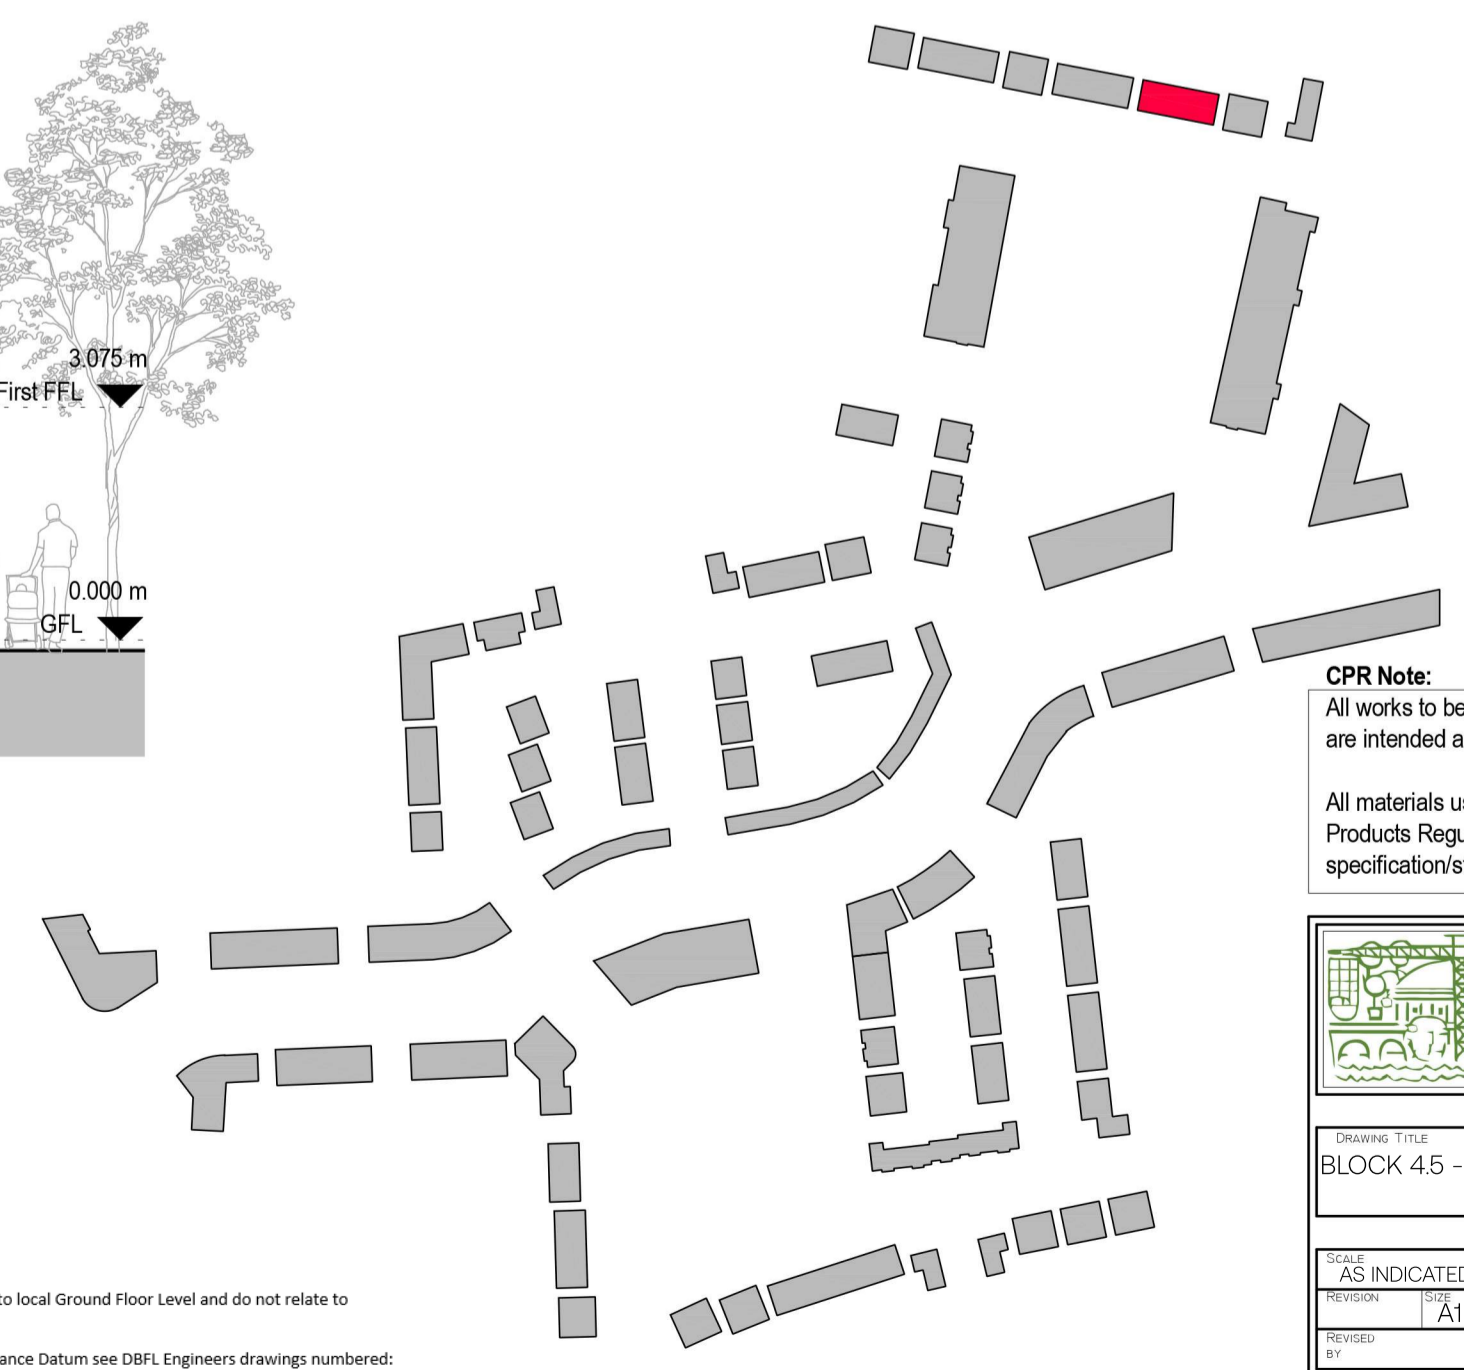 3.075 m
First FFL
0.000 m
GFL
CPR Note:
All works to be
are intended a
All materials
Products Regu
specification/s
DRAWING TITLE
BLOCK 4.5 -
SCALE
AS INDICATED
REVISION
SIZE
A1
REVISED
BY
to local Ground Floor Level and do not relate to
ance Datum see DBFL Engineers drawings numbered: